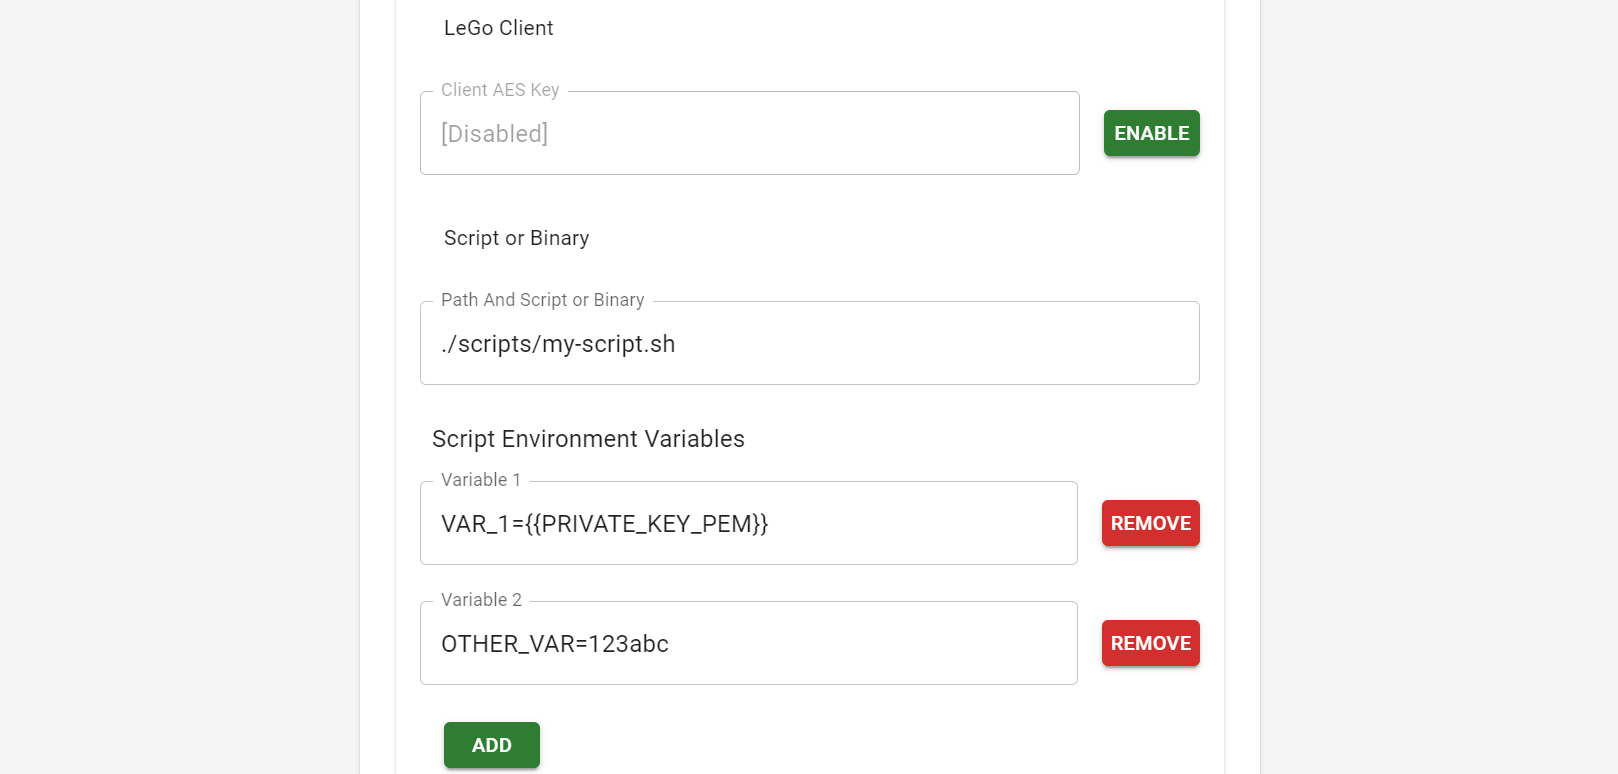 LeGo Client
Client AES Key
[Disabled]
ENABLE
Script or Binary
Path And Script or Binary
./scripts/my-script.sh
Script Environment Variables
Variable 1
VAR_1={{PRIVATE_KEY_PEM}}
REMOVE
Variable 2
OTHER_VAR=123abc
REMOVE
ADD